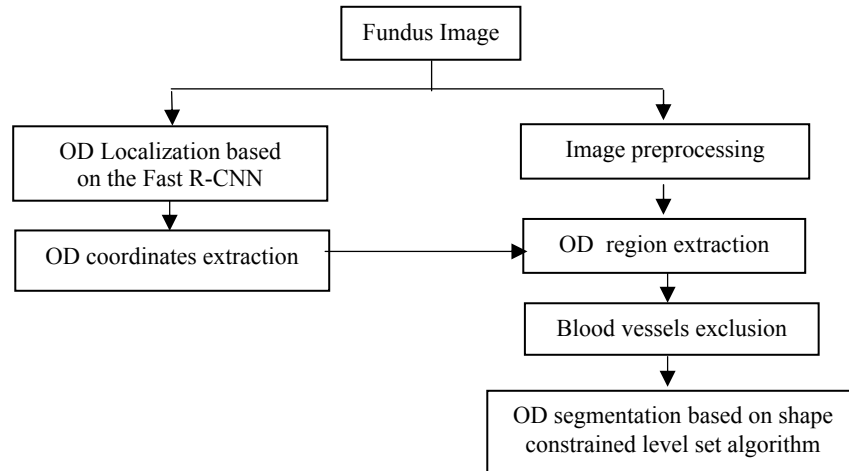 Fundus Image
OD Localization based
on the Fast R-CNN
Image preprocessing
OD coordinates extraction
OD region extraction
Blood vessels exclusion
OD segmentation based on shape
constrained level set algorithm